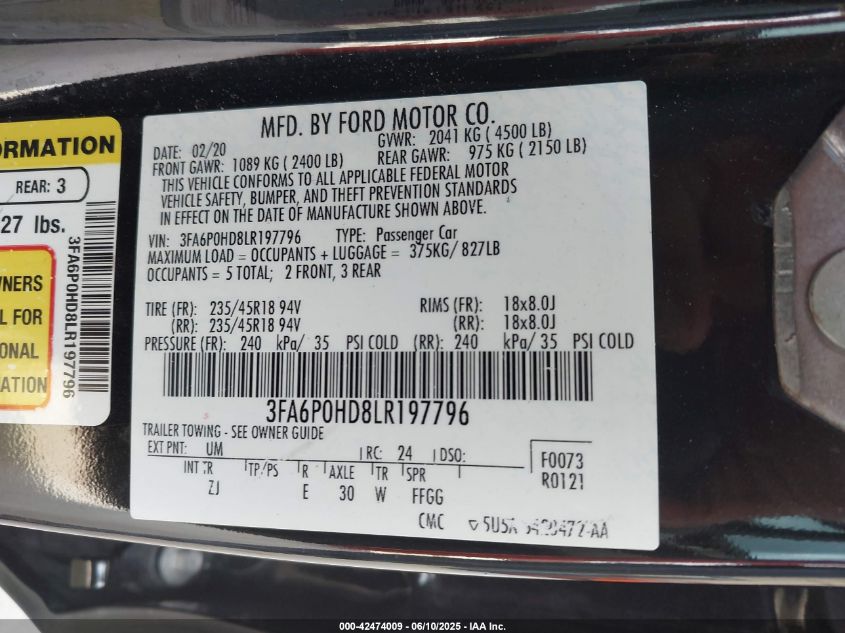 ORMATION
REAR: 3
27 lbs.
WNERS
L FOR
ONAL
ATION
3FA6P0HD8LR197796
MFD. BY FORD MOTOR CO.
DATE: 02/20 GVWR: 2041 KG (4500 LB)
FRONT GAWR: 1089 KG (2400 LB) REAR GAWR: 975 KG (2150 LB)
THIS VEHICLE CONFORMS TO ALL APPLICABLE FEDERAL MOTOR
VEHICLE SAFETY, BUMPER, AND THEFT PREVENTION STANDARDS
IN EFFECT ON THE DATE OF MANUFACTURE SHOWN ABOVE.
VIN: 3FA6P0HD8LR197796 TYPE: Passenger Car
MAXIMUM LOAD = OCCUPANTS + LUGGAGE = 375KG/ 827LB
OCCUPANTS = 5 TOTAL; 2 FRONT, 3 REAR
TIRE (FR): 235/45R18 94V RIMS (FR): 18x8.0J
(RR): 235/45R18 94V (RR): 18x8.0J
PRESSURE (FR): 240 kPa/ 35 PSI COLD (RR): 240 kPa/ 35 PSI COLD
3FA6P0HD8LR197796
TRAILER TOWING - SEE OWNER GUIDE
EXT PNT: UM RC: 24 DSO: F0073
INT TR TP/PS R AXLE TR SPR R0121
ZJ E 30 W FFGG
CMC
000-42474009 - 06/10/2025 - IAA Inc.